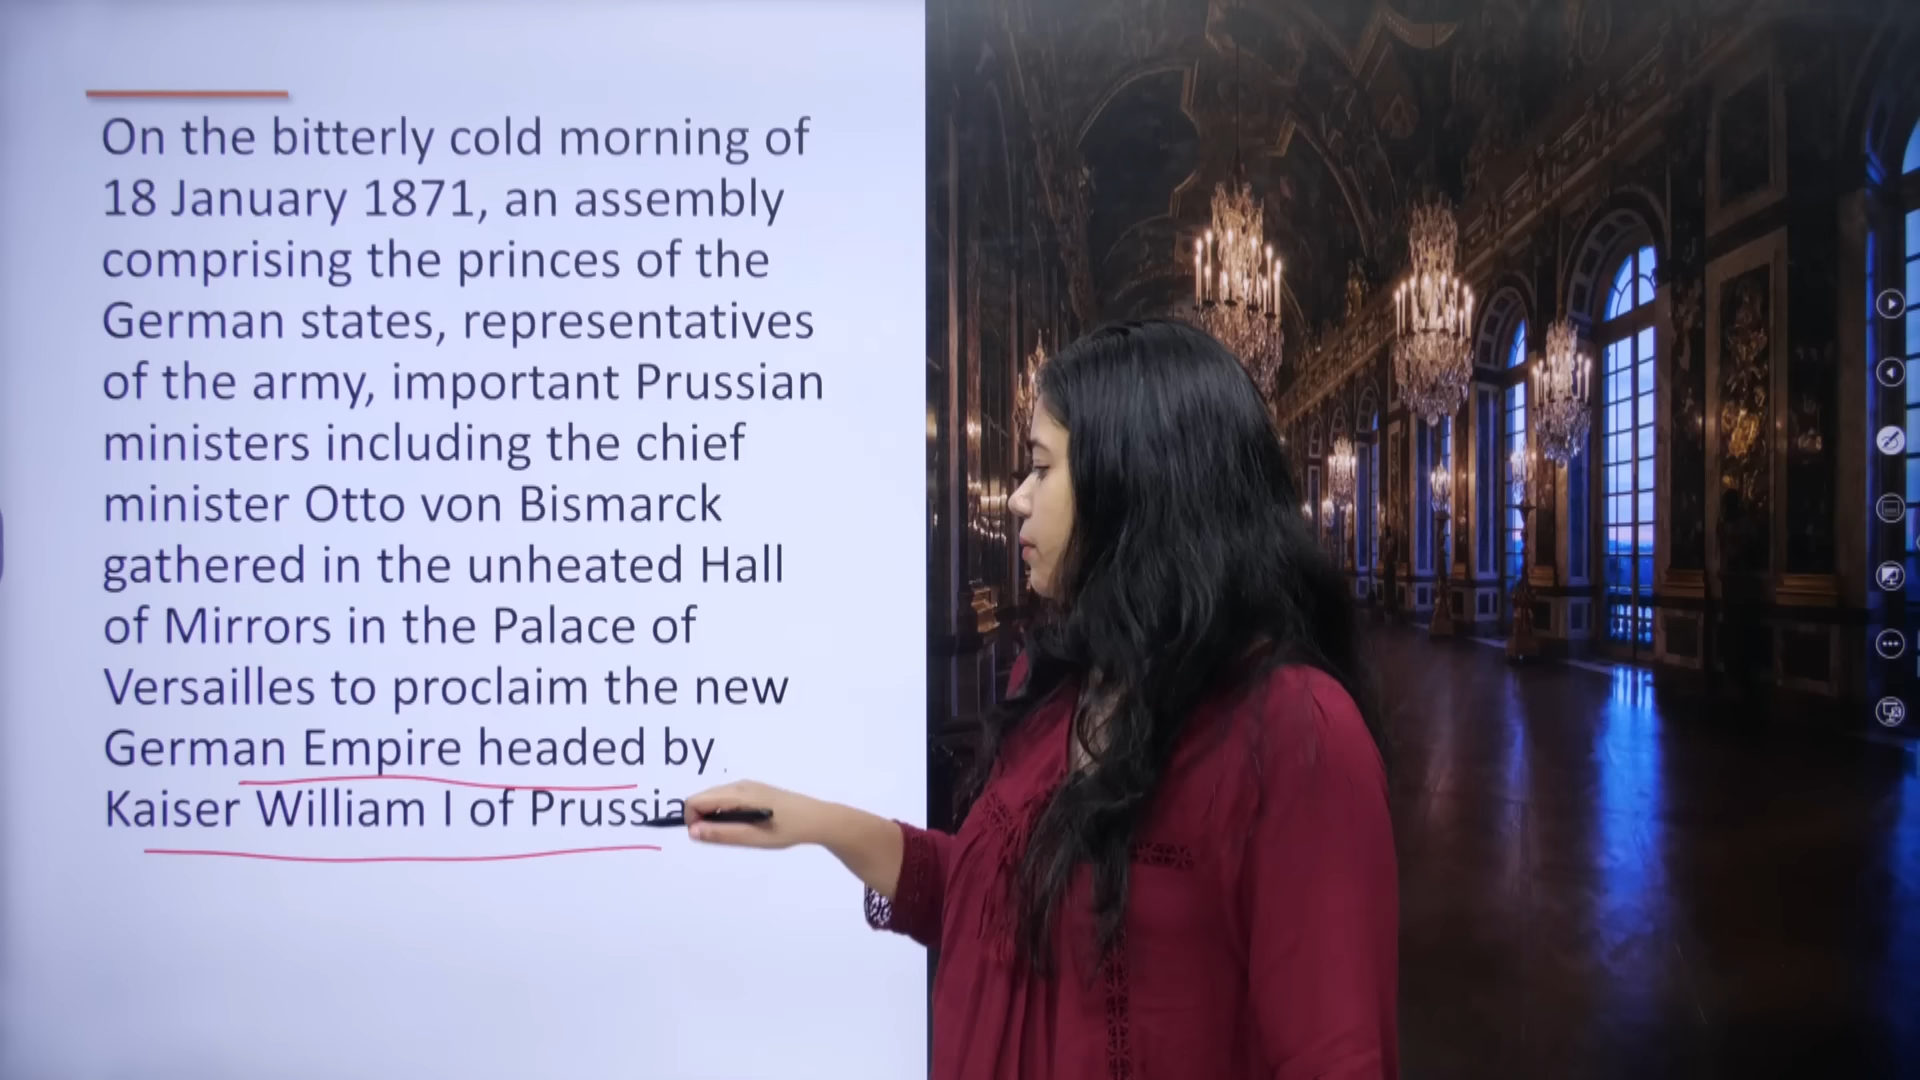 On the bitterly cold morning of
18 January 1871, an assembly
comprising the princes of the
German states, representatives
of the army, important Prussian
ministers including the chief
minister Otto von Bismarck
gathered in the unheated Hall
of Mirrors in the Palace of
Versailles to proclaim the new
German Empire headed by
Kaiser William I of Prussia